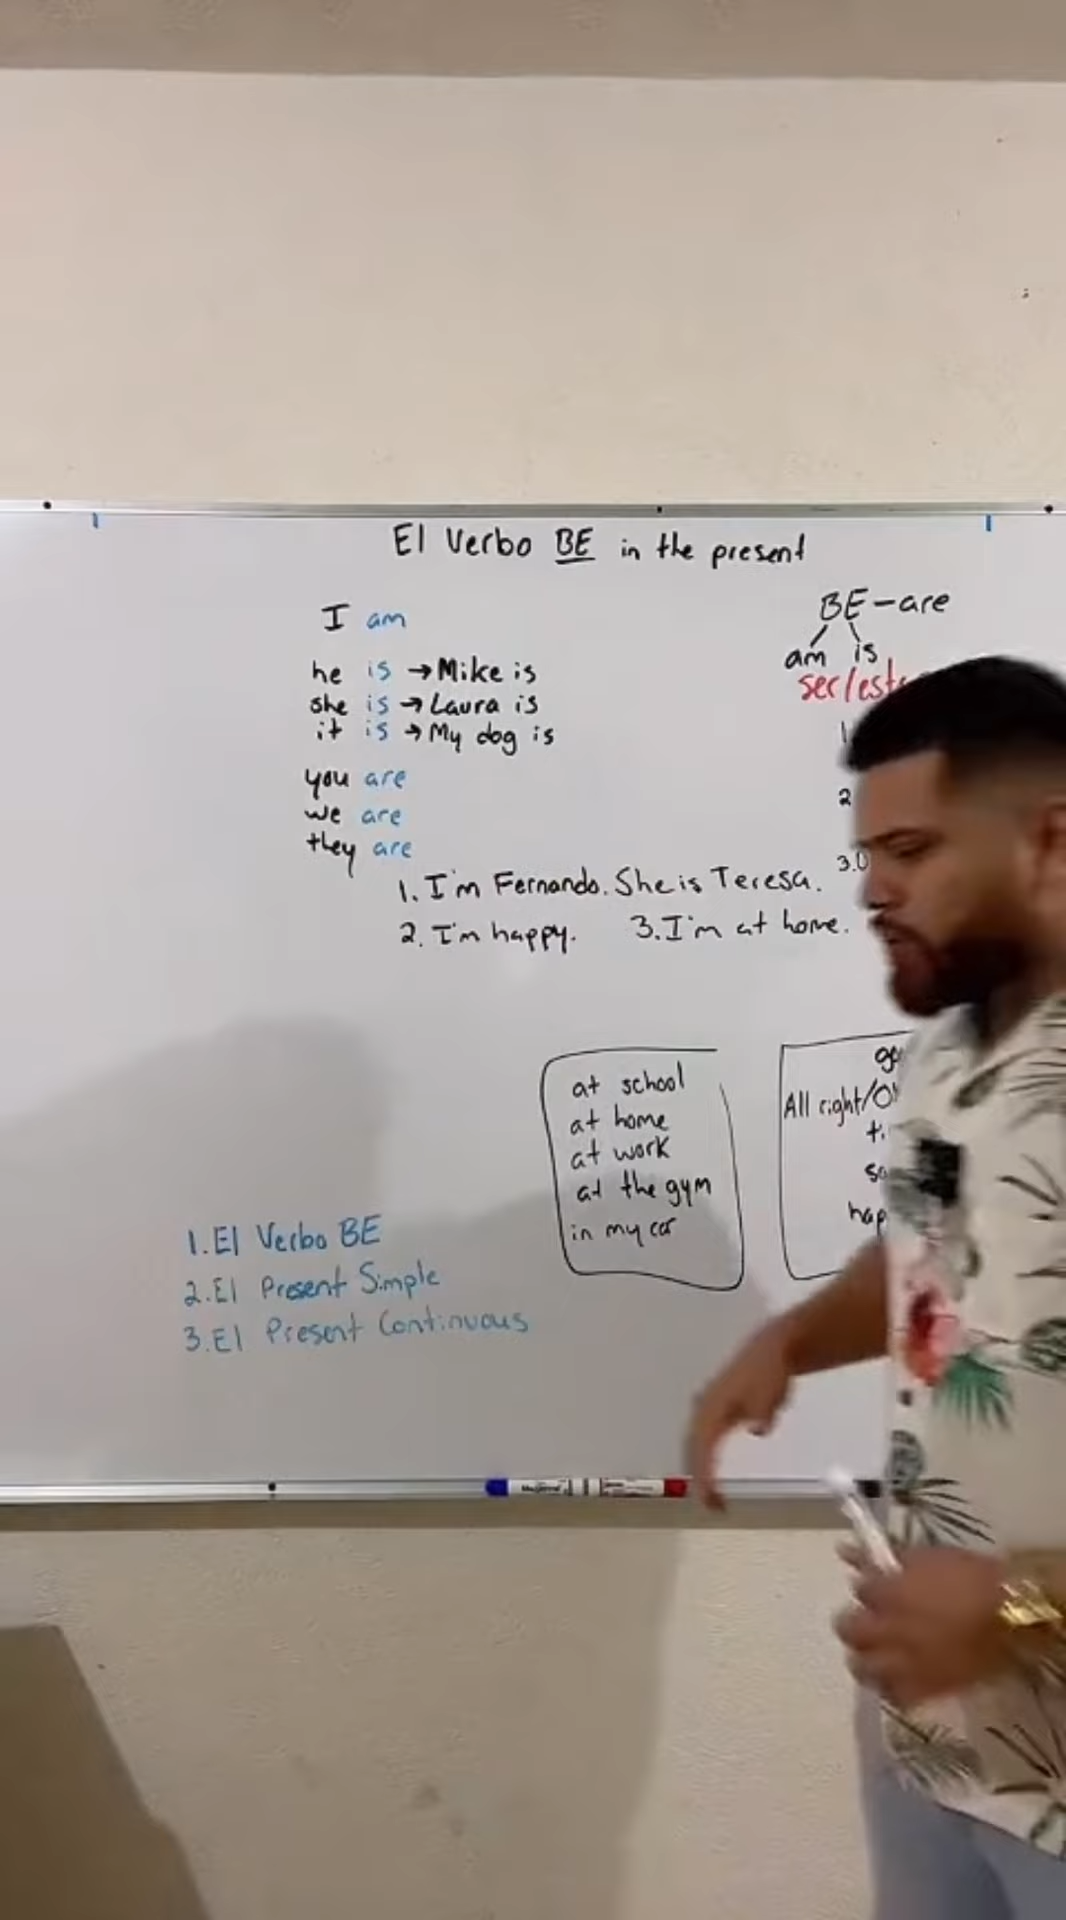 El Verbo BE in the present
I am
he is → Mike is
she is → Laura is
it is → My dog is
you are
we are
they are
BE - are
am is
1. I'm Fernando. She is Teresa.
2. I'm happy. 3. I'm at home.
2
3.
at school
at home
at work
at the gym
in my car
All right/
1. El Verbo BE
2. El Present Simple
3. El Present Continuous